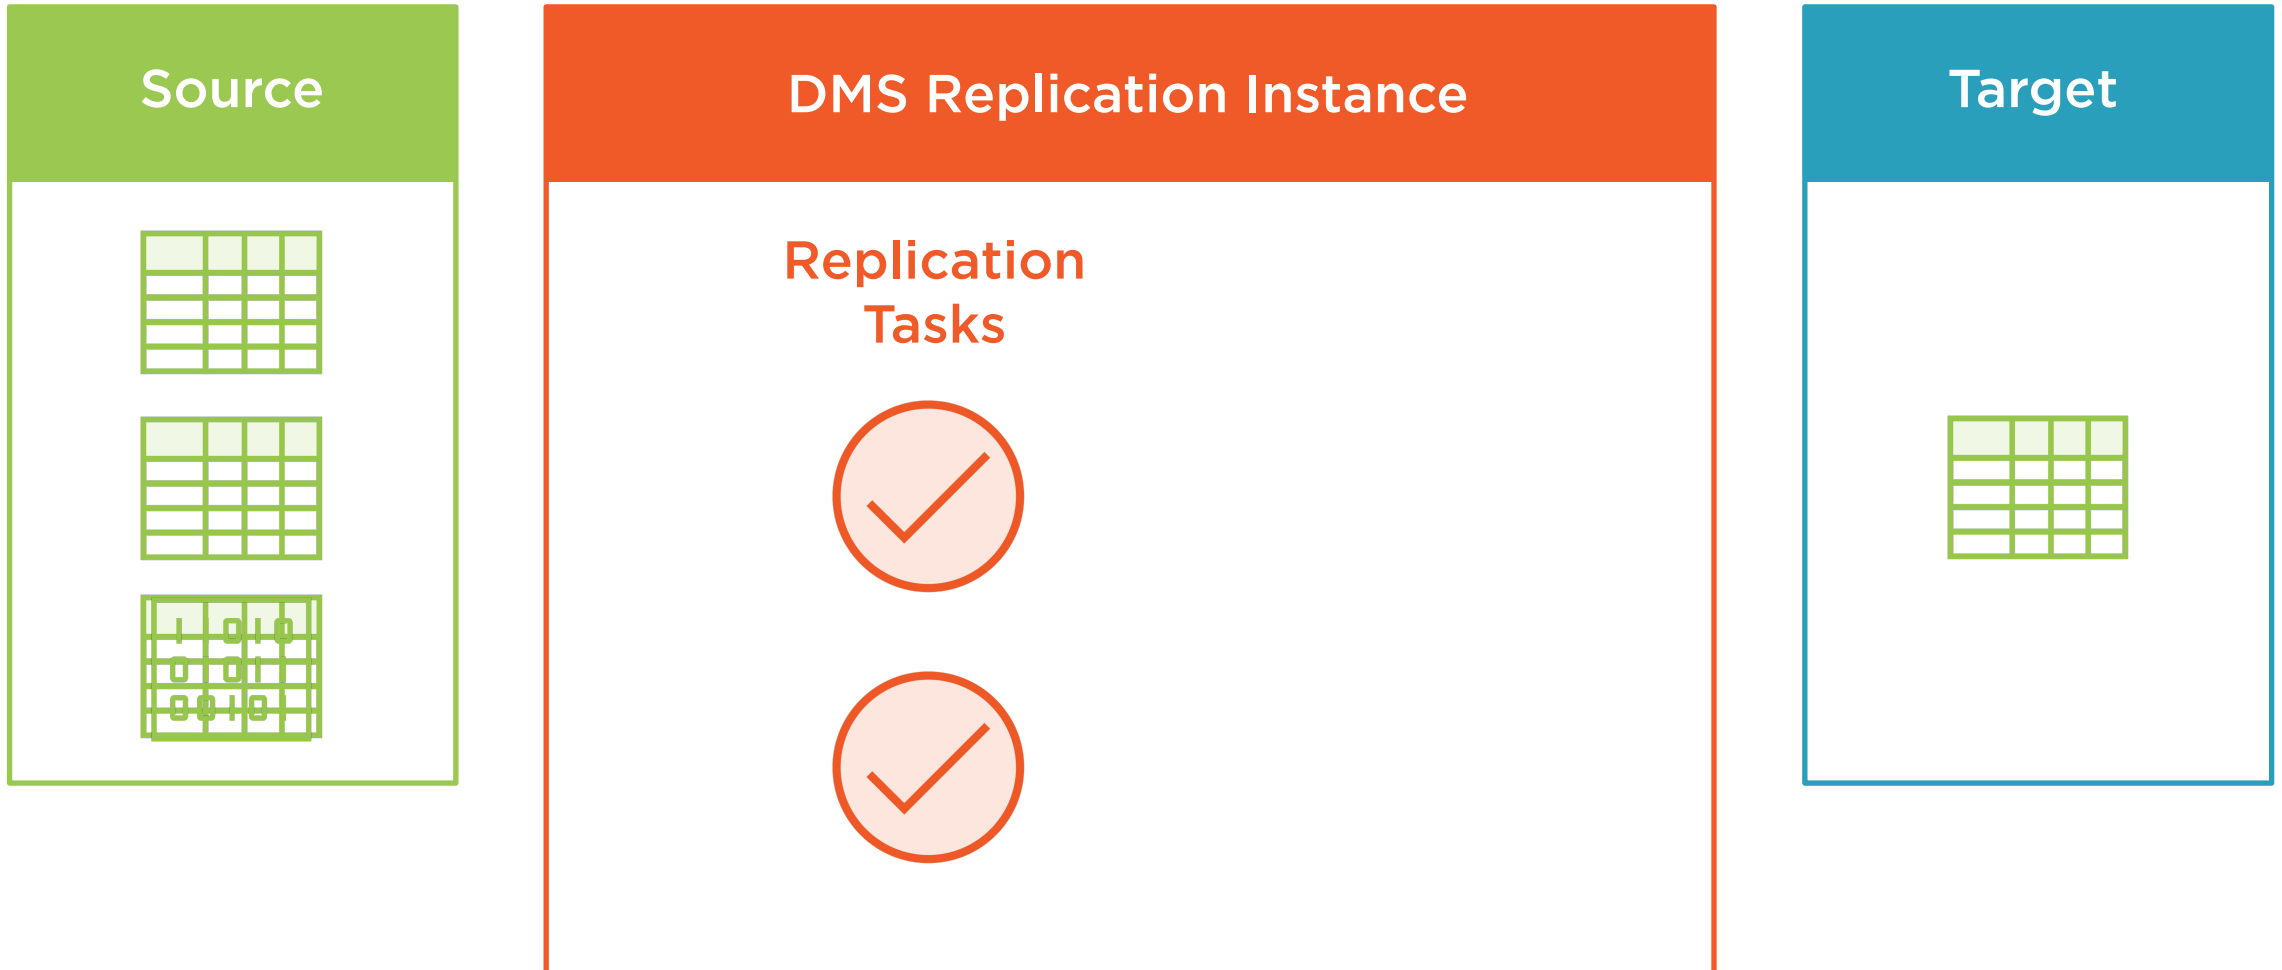 Source
DMS Replication Instance
Target
Replication
Tasks